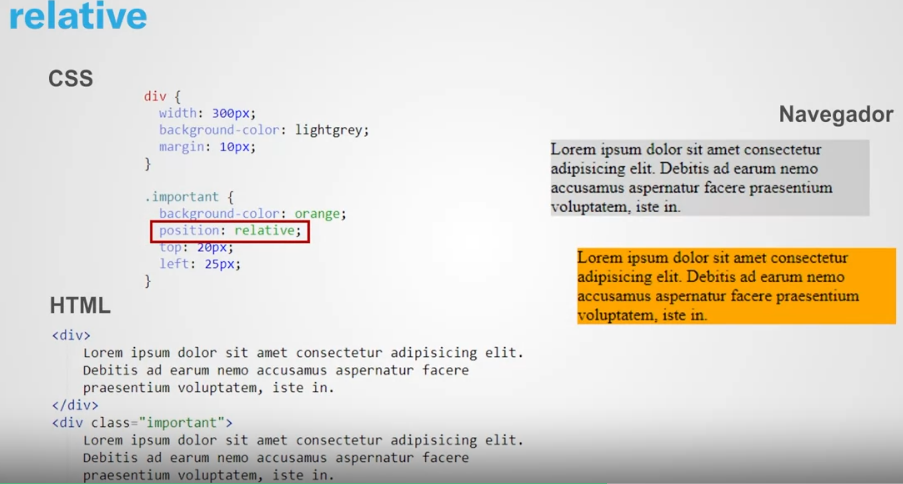 relative
CSS
div {
width: 300px;
background-color: lightgrey;
margin: 10px;
}
.important {
background-color: orange;
position: relative;
top: 20px;
left: 25px;
}
HTML
<div>
Lorem ipsum dolor sit amet consectetur adipisicing elit.
Debitis ad earum nemo accusamus aspernatur facere
praesentium voluptatem, iste in.
</div>
<div class="important">
Lorem ipsum dolor sit amet consectetur adipisicing elit.
Debitis ad earum nemo accusamus aspernatur facere
praesentium voluptatem, iste in.
Navegador
Lorem ipsum dolor sit amet consectetur
adipisicing elit. Debitis ad earum nemo
accusamus aspernatur facere praesentium
voluptatem, iste in.
Lorem ipsum dolor sit amet consectetur
adipisicing elit. Debitis ad earum nemo
accusamus aspernatur facere praesentium
voluptatem, iste in.